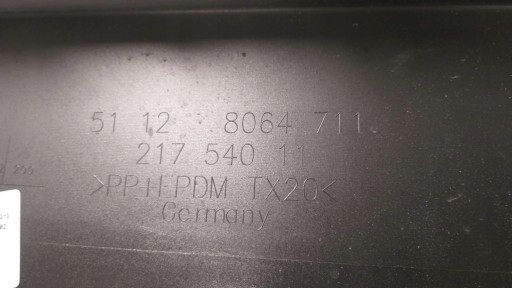 51 12 8064 711
217 540 11
>PP+EPDM TX20<
Germany